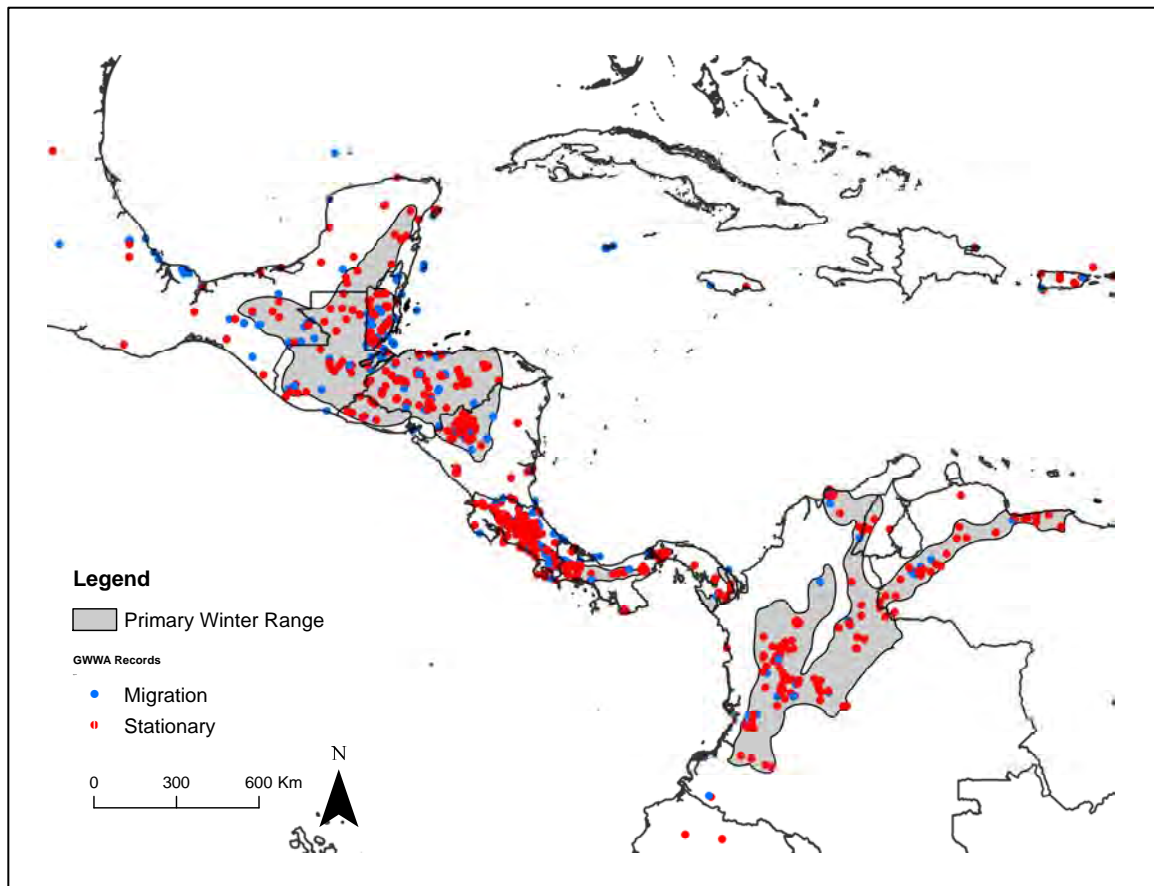 Legend
Primary Winter Range
GWWA Records
Migration
Stationary
N
0 300 600 Km